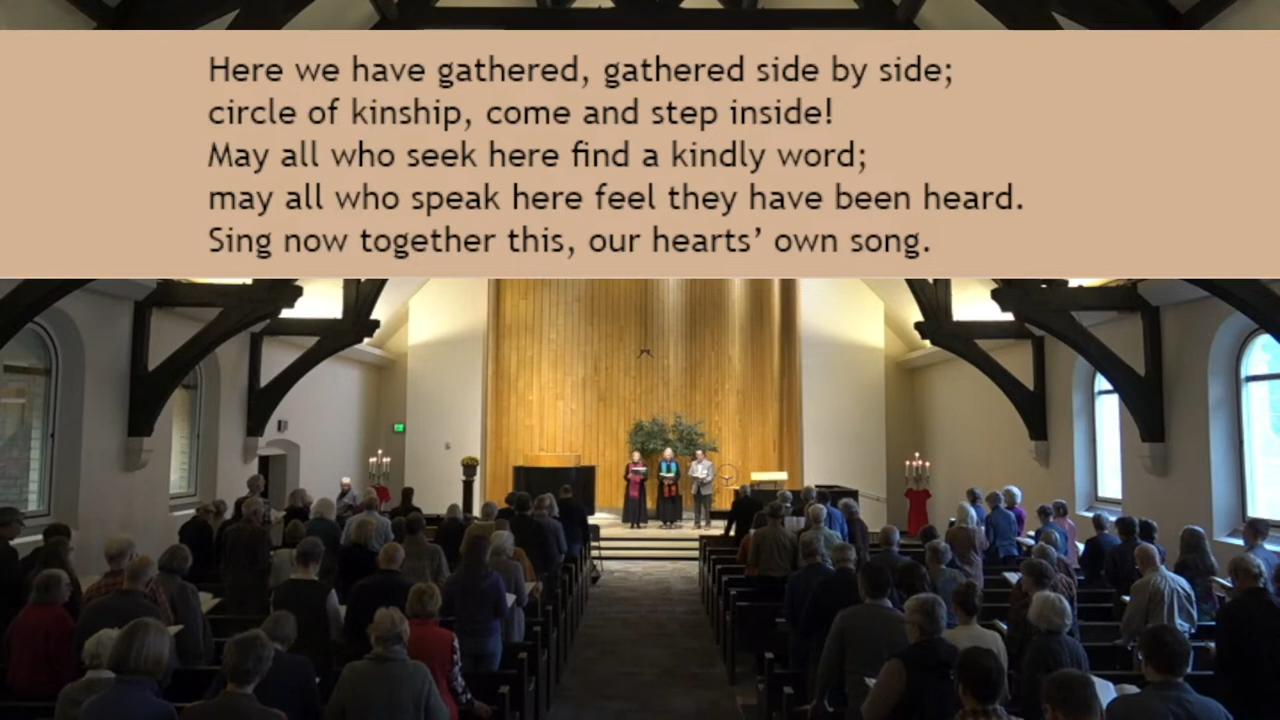 Here we have gathered, gathered side by side;
circle of kinship, come and step inside!
May all who seek here find a kindly word;
may all who speak here feel they have been heard.
Sing now together this, our hearts’ own song.